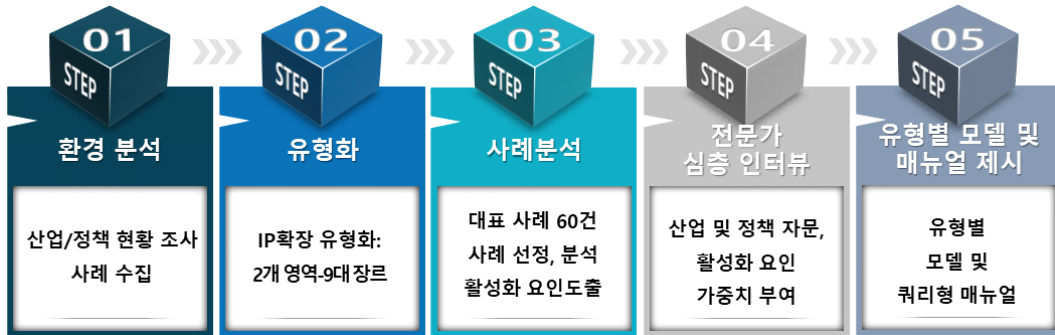 01
STEP
환경 분석
산업/정책 현황 조사
사례 수집
02
STEP
유형화
IP확장 유형화:
2개 영역-9대 장르
03
STEP
사례분석
대표 사례 60건
사례 선정, 분석
활성화 요인도출
04
STEP
전문가
심층 인터뷰
산업 및 정책 자문,
활성화 요인
가중치 부여
05
STEP
유형별 모델 및
매뉴얼 제시
유형별
모델 및
쿼리형 매뉴얼